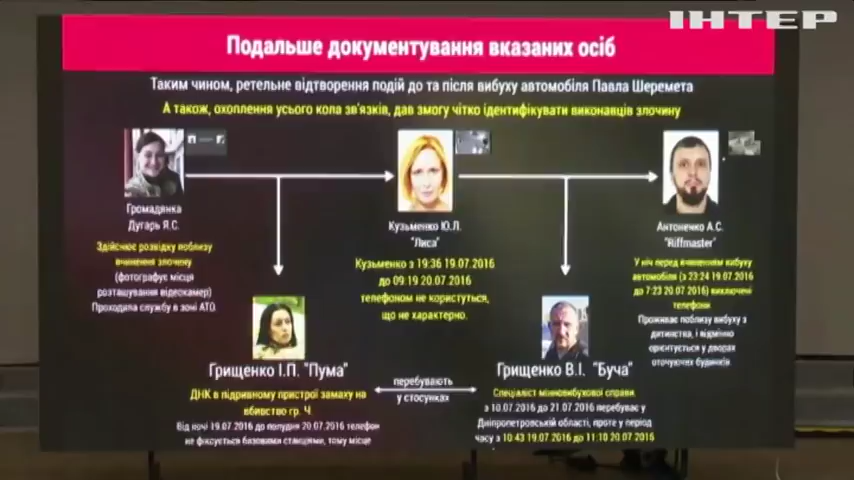 ІНТЕР
Подальше документування вказаних осіб
Таким чином, ретельне відтворення подій до та після вибуху автомобіля Павла Шеремета
А також, охоплення усього кола зв'язків, дав змогу чітко ідентифікувати виконавців злочину
Громадянка
Дугарь Я.С.
Здійснює розвідку поблизу
вчинення злочину
(фотографує місця
розташування відеокамер)
Проходила службу в зоні АТО.
Кузьменко Ю.Л.
"Лиса"
Кузьменко з 19:36 19.07.2016
до 09:19 20.07.2016
телефоном не користується,
що не характерно.
Антоненко А.С.
"Riffmaster"
У ніч перед вчиненням вибуху
автомобіля (з 23:24 19.07.2016
до 7:23 20.07.2016) виключені
телефони.
Проживає поблизу вибуху з
дитинства, і відмінно
орієнтується у дворах
оточуючих будинків.
Грищенко І.П. "Пума"
ДНК в підривному пристрої замаху на
вбивство гр. Ч
Від ночі 19.07.2016 до полудня 20.07.2016 телефон
не фіксується базовими станціями, тому місце
перебувають
у стосунках
Грищенко В.І. "Буча"
Спеціаліст мінновибухової справи.
з 10.07.2016 до 21.07.2016 перебуває у
Дніпропетровській області, проте у період
часу з 10:43 19.07.2016 до 11:10 20.07.2016